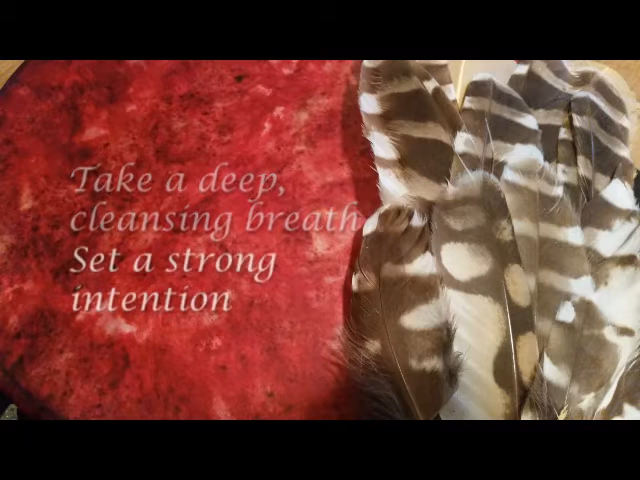 Take a deep,
cleansing breath
Set a strong
intention